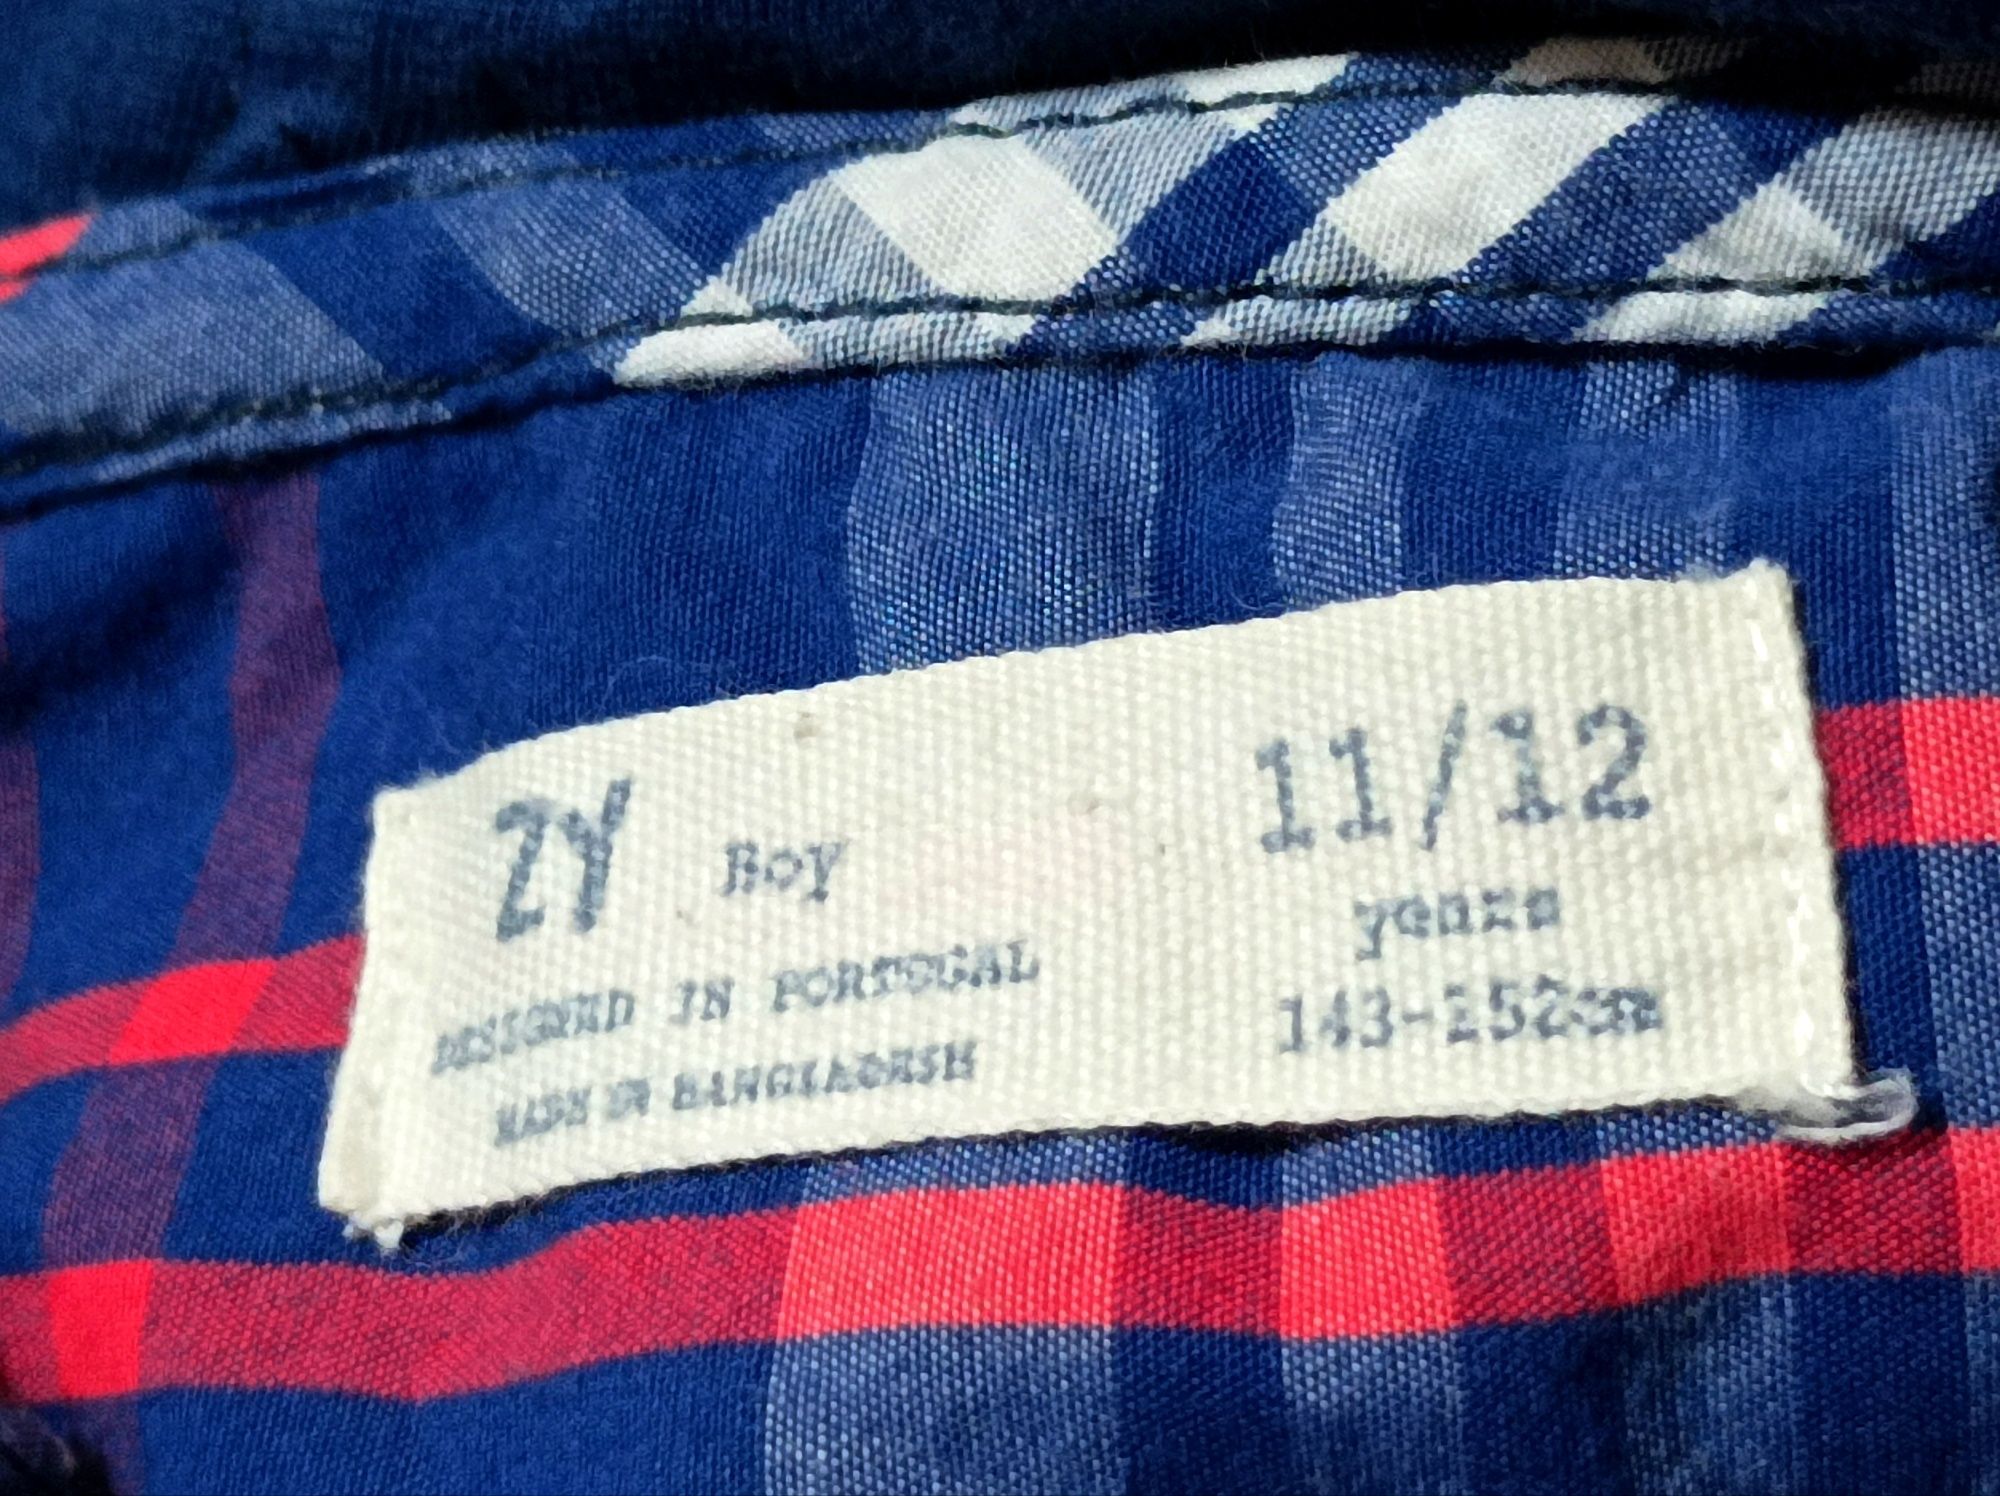 ZY Boy
DESIGNED IN PORTUGAL
MADE IN BANGLADESH
11/12
years
143-152cm